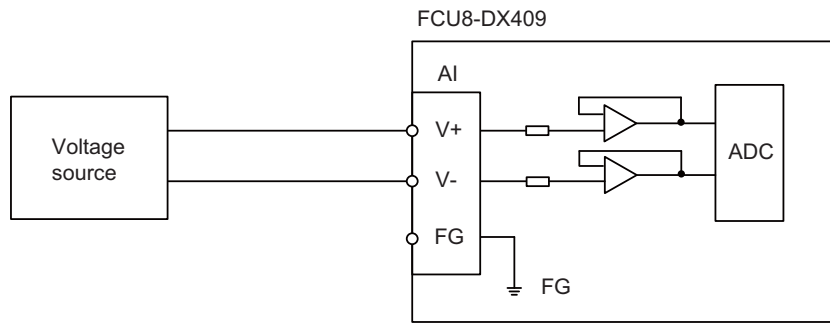 FCU8-DX409
AI
Voltage
source
V+
V-
FG
ADC
FG